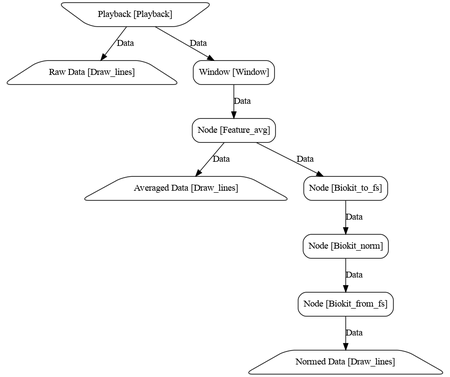 Playback [Playback]
Data
Data
Raw Data [Draw_lines]
Window [Window]
Data
Node [Feature_avg]
Data
Data
Averaged Data [Draw_lines]
Node [Biokit_to_fs]
Data
Node [Biokit_norm]
Data
Node [Biokit_from_fs]
Data
Normed Data [Draw_lines]